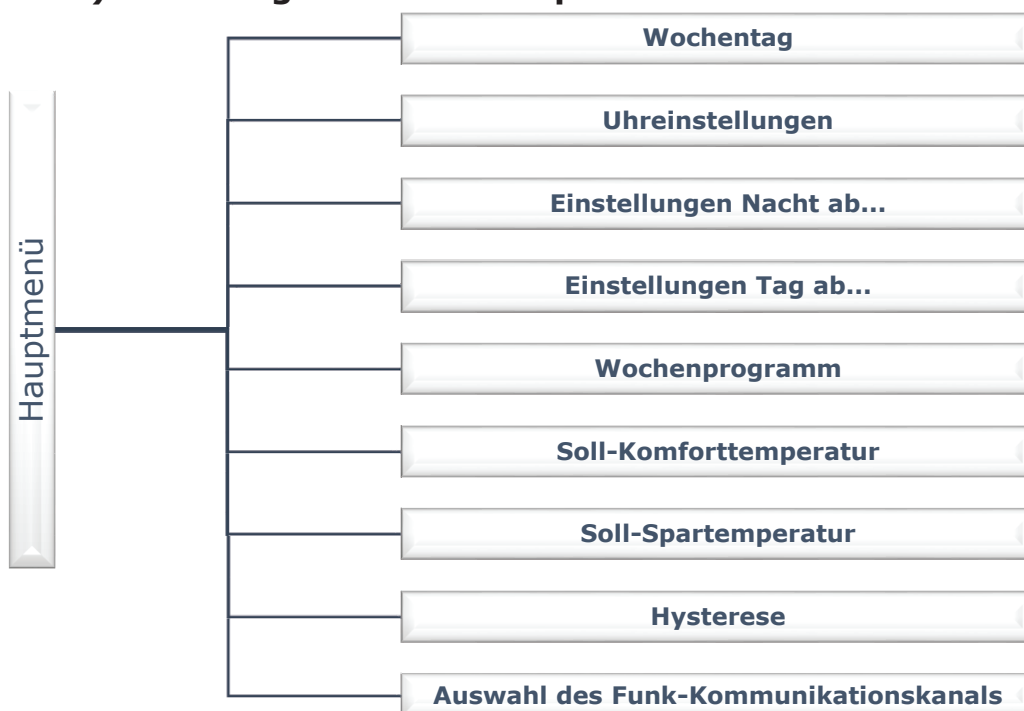 Hauptmenü
Wochentag
Uhreinstellungen
Einstellungen Nacht ab...
Einstellungen Tag ab...
Wochenprogramm
Soll-Komforttemperatur
Soll-Spartemperatur
Hysterese
Auswahl des Funk-Kommunikationskanals